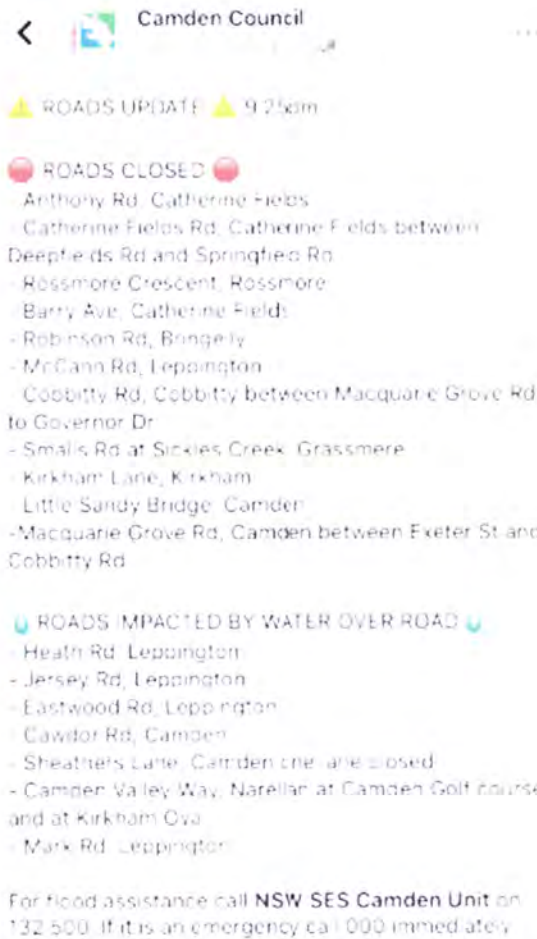 Camden Council
ROADS UPDATE 9.25am
ROADS CLOSED
- Anthony Rd, Catherine Fields
- Catherine Fields Rd, Catherine Fields between
Deepfields Rd and Springfield Rd
- Rossmore Crescent, Rossmore
- Barry Ave, Catherine Fields
- Robinson Rd, Bringelly
- McCann Rd, Leppington
- Cobbitty Rd, Cobbitty between Macquarie Grove Rd
to Governor Dr
- Smalls Rd at Sickles Creek, Grassmere
- Kirkham Lane, Kirkham
- Little Sandy Bridge, Camden
-Macquarie Grove Rd, Camden between Exeter St and
Cobbitty Rd
ROADS IMPACTED BY WATER OVER ROAD
- Heath Rd, Leppington
- Jersey Rd, Leppington
- Eastwood Rd, Leppington
- Cawdor Rd, Camden
- Sheathers Lane, Camden one lane closed
- Camden Valley Way, Narellan at Camden Golf course
and at Kirkham Oval
- Mark Rd, Leppington
For flood assistance call NSW SES Camden Unit on
132 500. If it is an emergency call 000 immediately